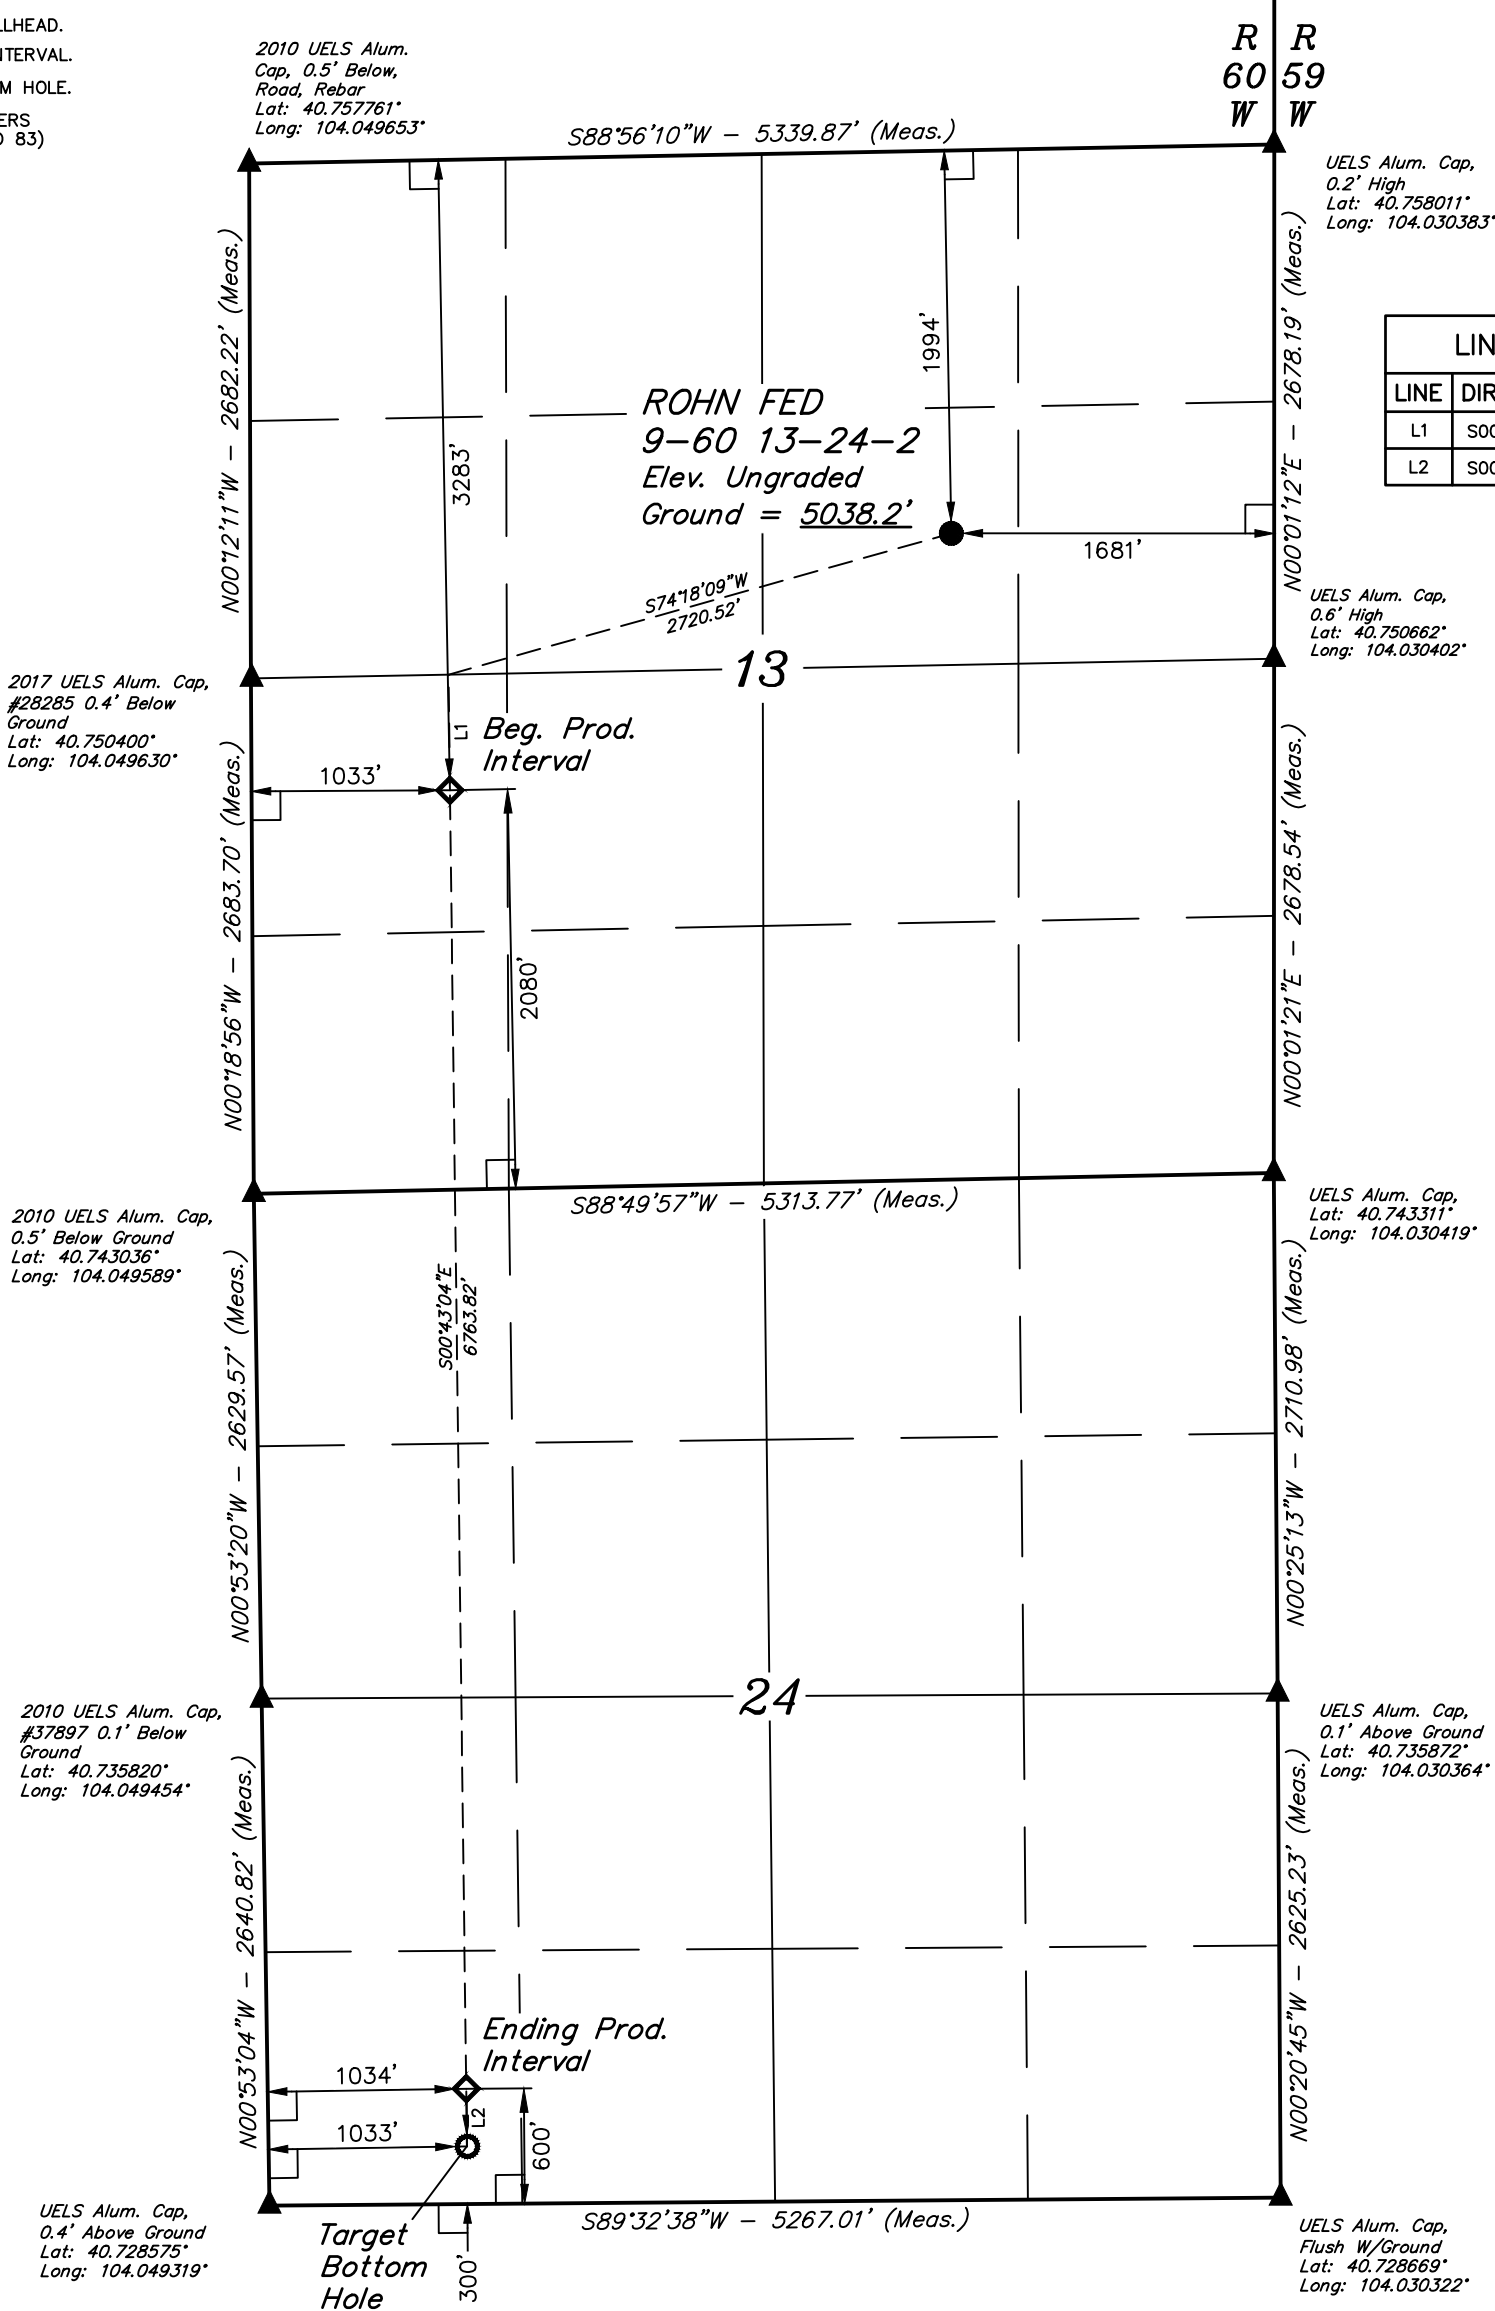 LLHEAD.
NTERVAL.
M HOLE.
ERS
D 83)
2010 UELS Alum.
Cap, 0.5' Below,
Road, Rebar
Lat: 40.757761°
Long: 104.049653°
R R
60 59
W W
S88°56'10"W – 5339.87' (Meas.)
UELS Alum. Cap,
0.2' High
Lat: 40.758011°
Long: 104.030383°
N00°12'11"W – 2682.22' (Meas.)
3283'
1994'
N00°01'12"E – 2678.19' (Meas.)
LIN
LINE DIR
L1 S00
L2 S00
ROHN FED
9–60 13–24–2
Elev. Ungraded
Ground = 5038.2'
1681'
S74°18'09"W
2720.52'
UELS Alum. Cap,
0.6' High
Lat: 40.750662°
Long: 104.030402°
13
2017 UELS Alum. Cap,
#28285 0.4' Below
Ground
Lat: 40.750400°
Long: 104.049630°
L1
Beg. Prod.
Interval
1033'
N00°18'56"W – 2683.70' (Meas.)
2080'
N00°01'21"E – 2678.54' (Meas.)
S88°49'57"W – 5313.77' (Meas.)
2010 UELS Alum. Cap,
0.5' Below Ground
Lat: 40.743036°
Long: 104.049589°
UELS Alum. Cap,
Lat: 40.743311°
Long: 104.030419°
S00°43'04"E
6763.82'
N00°53'20"W – 2629.57' (Meas.)
N00°25'13"W – 2710.98' (Meas.)
24
2010 UELS Alum. Cap,
#37897 0.1' Below
Ground
Lat: 40.735820°
Long: 104.049454°
UELS Alum. Cap,
0.1' Above Ground
Lat: 40.735872°
Long: 104.030364°
N00°53'04"W – 2640.82' (Meas.)
N00°20'45"W – 2625.23' (Meas.)
Ending Prod.
Interval
1034'
L2
1033'
600'
UELS Alum. Cap,
0.4' Above Ground
Lat: 40.728575°
Long: 104.049319°
Target
Bottom
Hole
300'
S89°32'38"W – 5267.01' (Meas.)
UELS Alum. Cap,
Flush W/Ground
Lat: 40.728669°
Long: 104.030322°